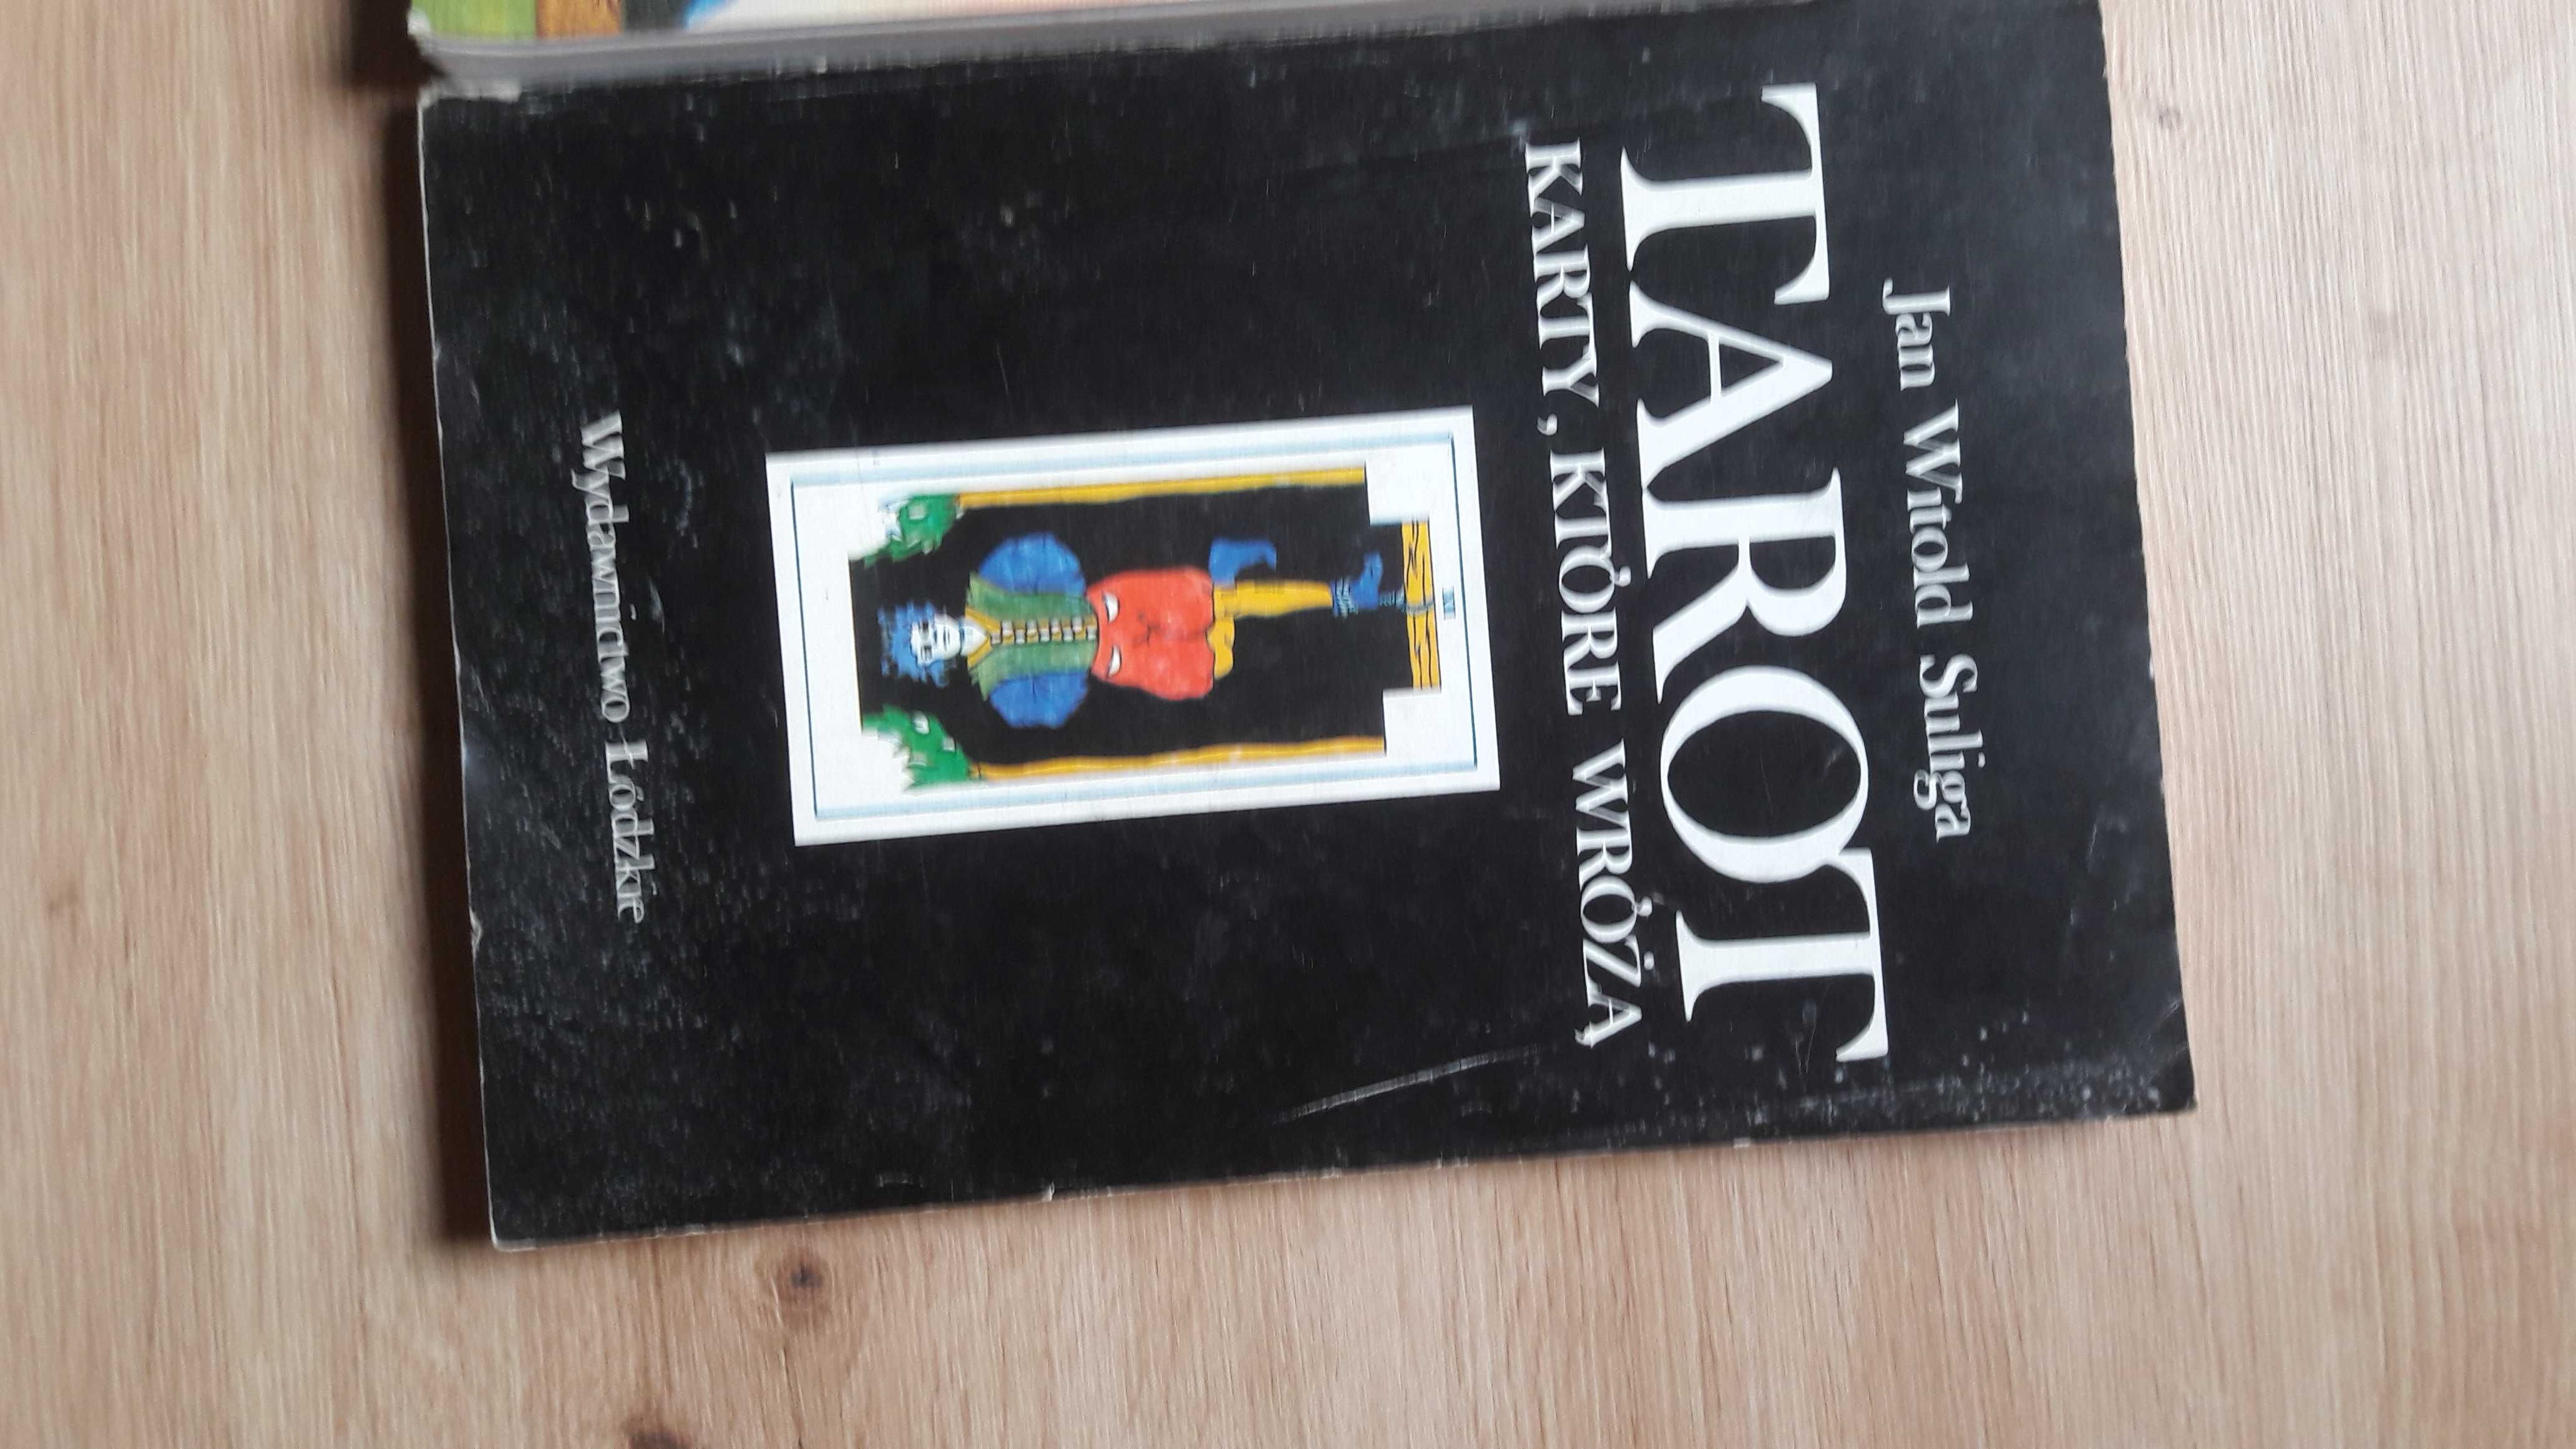 Jan Witold Suliga
TAROT
KARTY, KTÓRE WRÓŻĄ
Wydawnictwo Łódzkie